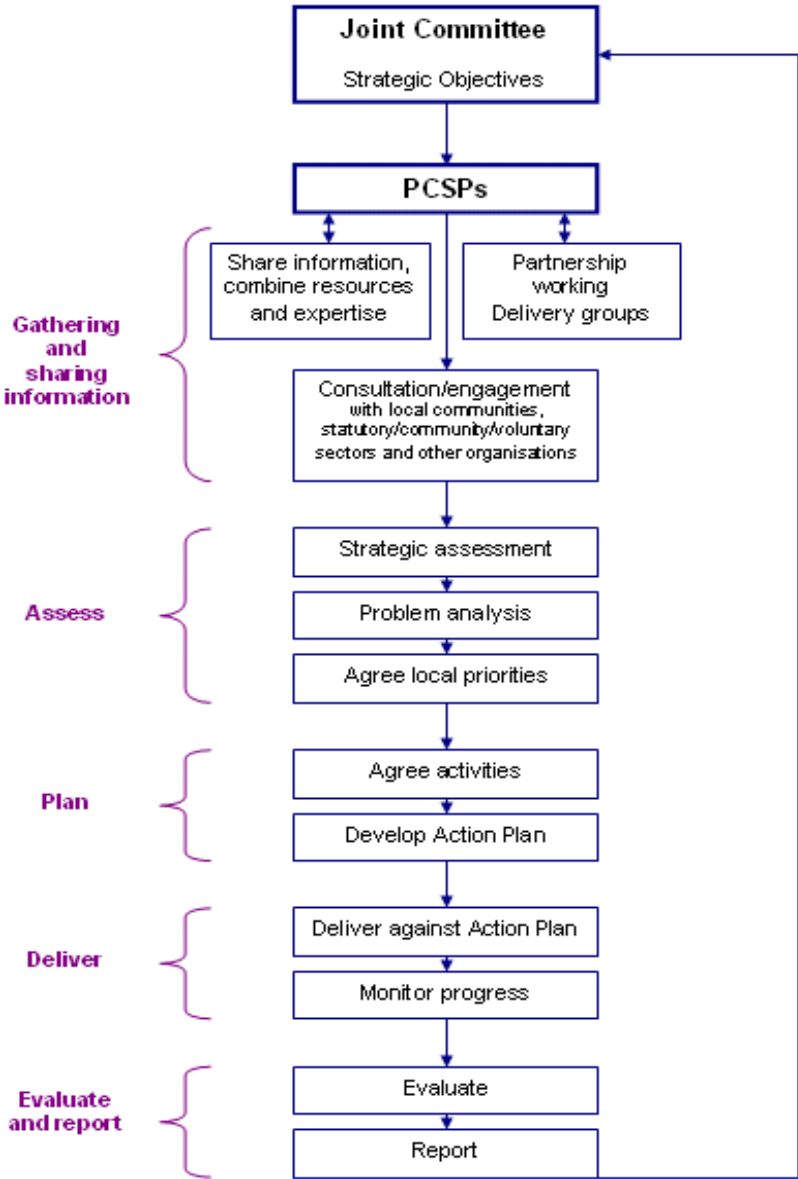 Joint Committee
Strategic Objectives
PCSPs
Gathering
and
sharing
information
Share information,
combine resources
and expertise
Partnership
working
Delivery groups
Consultation/engagement
with local communities,
statutory/community/voluntary
sectors and other organisations
Assess
Strategic assessment
Problem analysis
Agree local priorities
Plan
Agree activities
Develop Action Plan
Deliver
Deliver against Action Plan
Monitor progress
Evaluate
and report
Evaluate
Report